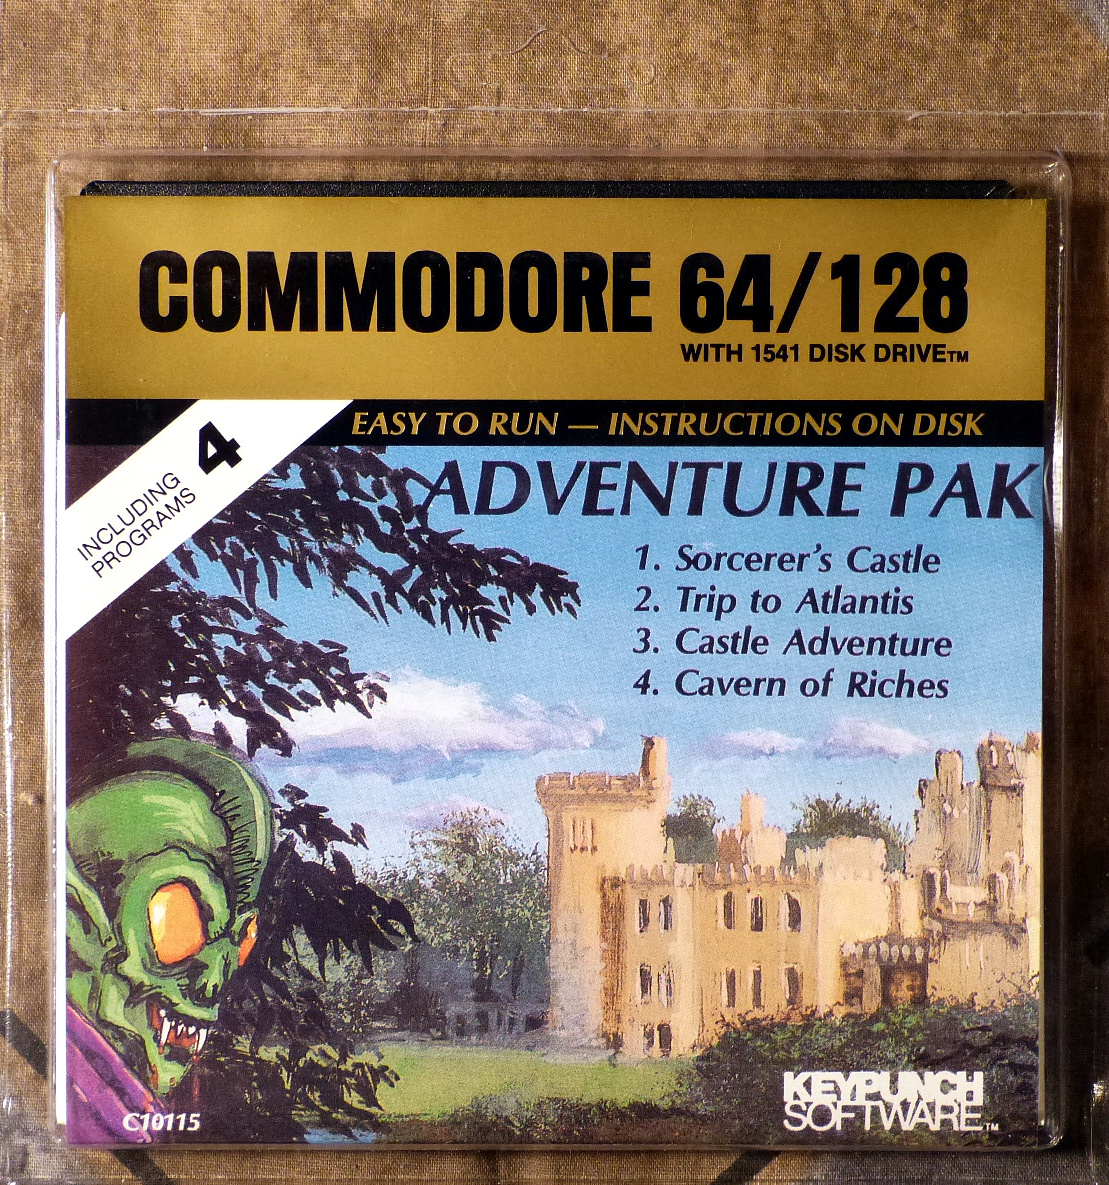 COMMODORE 64/128
WITH 1541 DISK DRIVE™
EASY TO RUN — INSTRUCTIONS ON DISK
INCLUDING 4
PROGRAMS
ADVENTURE PAK
1. Sorcerer's Castle
2. Trip to Atlantis
3. Castle Adventure
4. Cavern of Riches
C10115
KEYPUNCH
SOFTWARE™